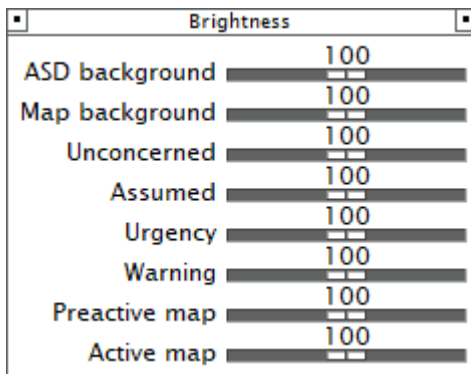 Brightness
100
ASD background
100
Map background
100
Unconcerned
100
Assumed
100
Urgency
100
Warning
100
Preactive map
100
Active map